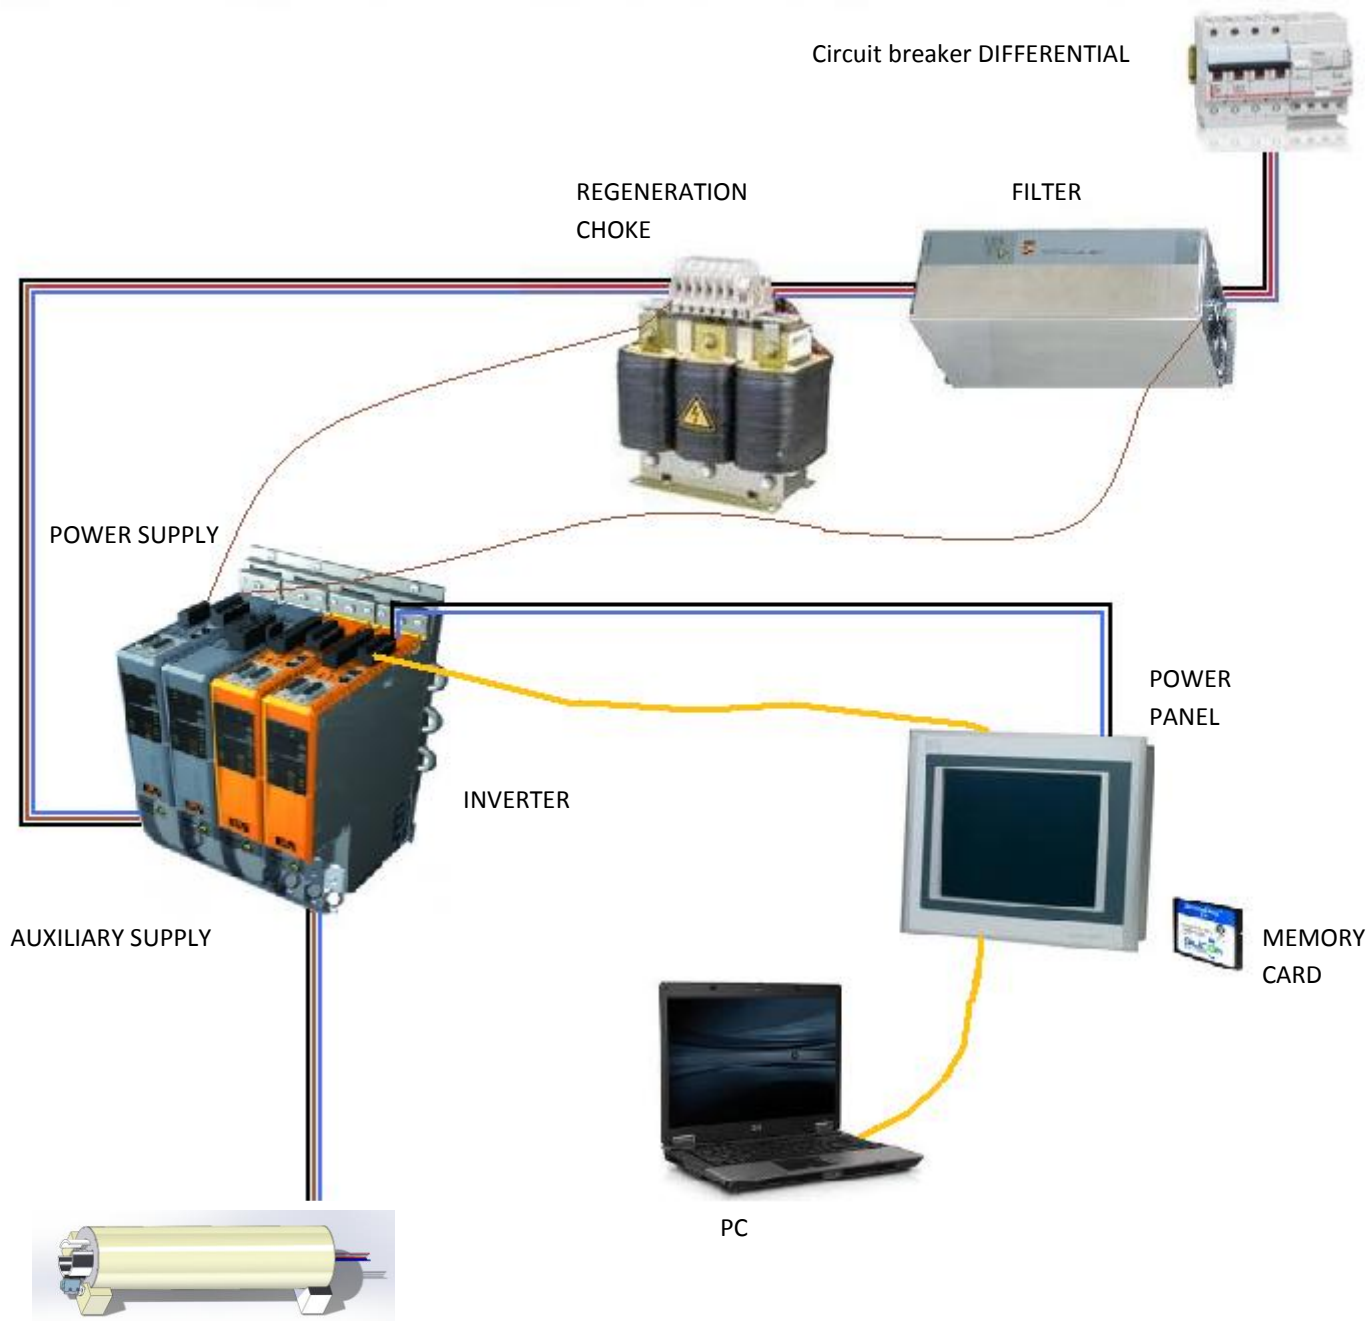 Circuit breaker DIFFERENTIAL
REGENERATION
CHOKE
FILTER
POWER SUPPLY
POWER
PANEL
INVERTER
AUXILIARY SUPPLY
MEMORY
CARD
PC